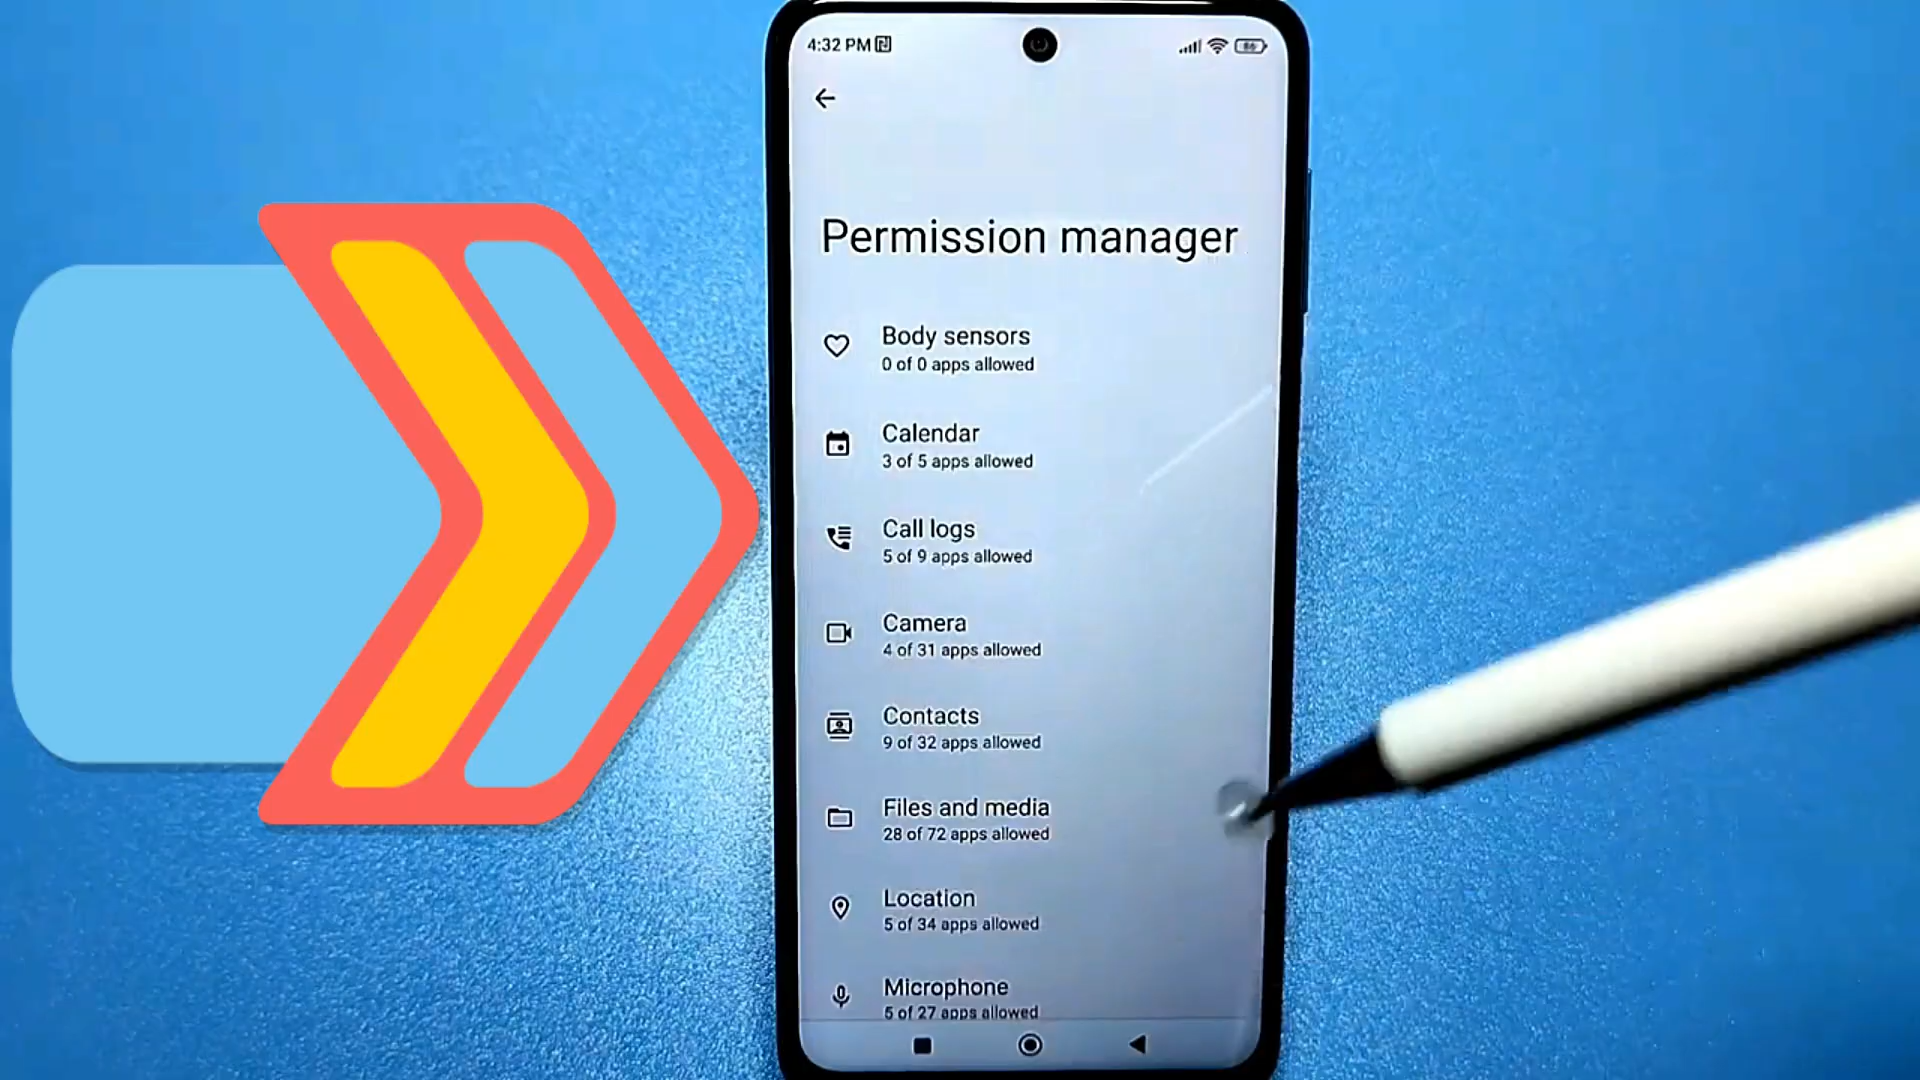 4:32 PM
86
Permission manager
Body sensors
0 of 0 apps allowed
Calendar
3 of 5 apps allowed
Call logs
5 of 9 apps allowed
Camera
4 of 31 apps allowed
Contacts
9 of 32 apps allowed
Files and media
28 of 72 apps allowed
Location
5 of 34 apps allowed
Microphone
5 of 27 apps allowed